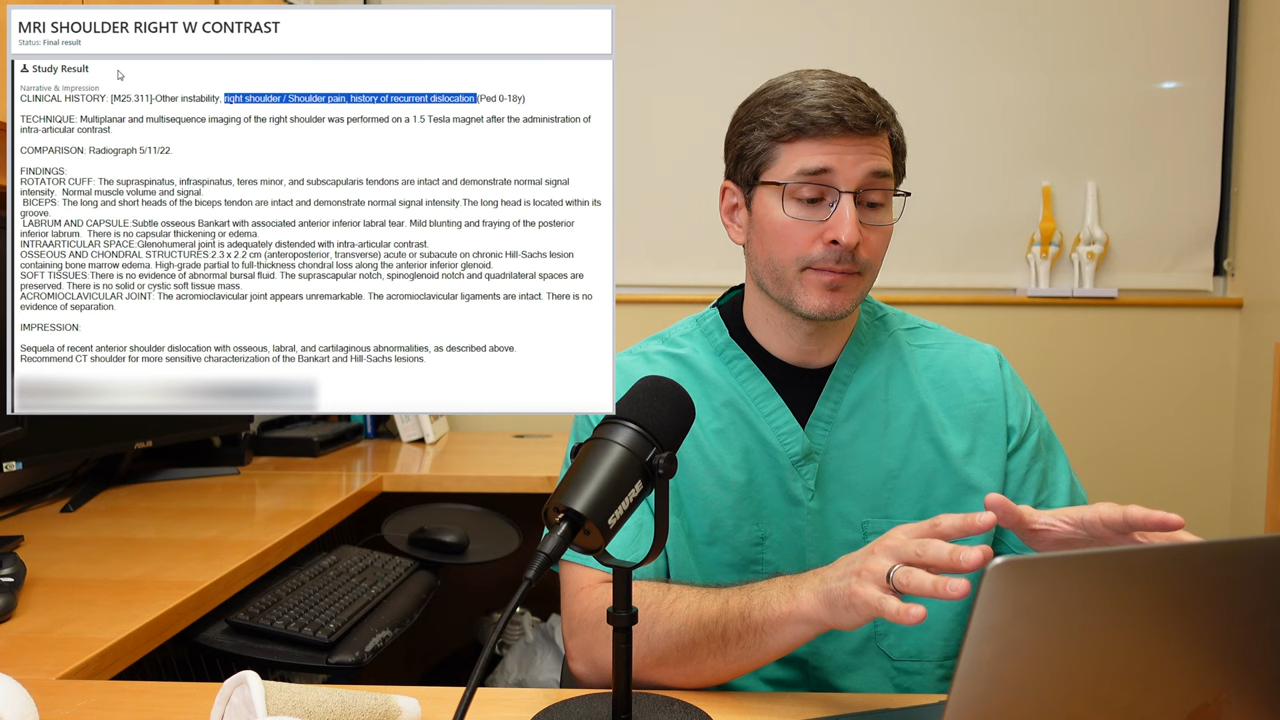 MRI SHOULDER RIGHT W CONTRAST
Status: Final result
Study Result
Narrative & Impression
CLINICAL HISTORY: [M25.311]-Other instability, right shoulder / Shoulder pain, history of recurrent dislocation (Ped 0-18y)
TECHNIQUE: Multiplanar and multisequence imaging of the right shoulder was performed on a 1.5 Tesla magnet after the administration of
intra-articular contrast.
COMPARISON: Radiograph 5/11/22.
FINDINGS:
ROTATOR CUFF: The supraspinatus, infraspinatus, teres minor, and subscapularis tendons are intact and demonstrate normal signal
intensity. Normal muscle volume and signal.
BICEPS: The long and short heads of the biceps tendon are intact and demonstrate normal signal intensity.The long head is located within its
groove.
LABRUM AND CAPSULE:Subtle osseous Bankart with associated anterior inferior labral tear. Mild blunting and fraying of the posterior
inferior labrum. There is no capsular thickening or edema.
INTRAARTICULAR SPACE:Glenohumeral joint is adequately distended with intra-articular contrast.
OSSEOUS AND CHONDRAL STRUCTURES:2.3 x 2.2 cm (anteroposterior, transverse) acute or subacute on chronic Hill-Sachs lesion
containing bone marrow edema. High-grade partial to full-thickness chondral loss along the anterior inferior glenoid.
SOFT TISSUES:There is no evidence of abnormal bursal fluid. The suprascapular notch, spinoglenoid notch and quadrilateral spaces are
preserved. There is no solid or cystic soft tissue mass.
ACROMIOCLAVICULAR JOINT: The acromioclavicular joint appears unremarkable. The acromioclavicular ligaments are intact. There is no
evidence of separation.
IMPRESSION:
Sequela of recent anterior shoulder dislocation with osseous, labral, and cartilaginous abnormalities, as described above.
Recommend CT shoulder for more sensitive characterization of the Bankart and Hill-Sachs lesions.
ASUS
SHURE